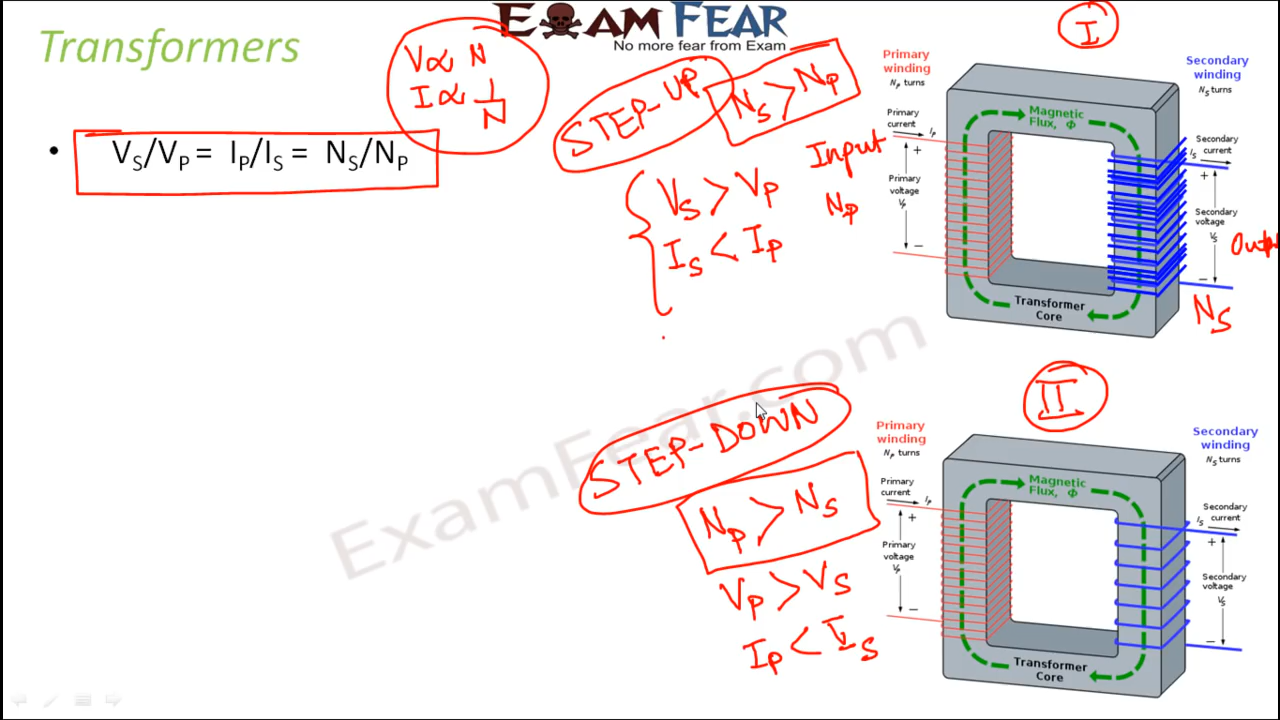 Transformers
EXAM FEAR
No more fear from Exam
V∝ N
I∝ 1/N
• VS/VP = IP/IS = NS/NP
STEP-UP
NS > NP
VS > VP
IS < IP
Input
NP
I
Primary
winding
NP turns
Secondary
winding
NS turns
Magnetic
Flux, Φ
Primary
current
IP
Secondary
current
IS
+
+
Primary
voltage
VP
Secondary
voltage
VS
−
−
Transformer
Core
NS
ExamFear.com
STEP-DOWN
NP > NS
VP > VS
IP < IS
II
Primary
winding
NP turns
Secondary
winding
NS turns
Magnetic
Flux, Φ
Primary
current
IP
Secondary
current
IS
+
+
Primary
voltage
VP
Secondary
voltage
VS
−
−
Transformer
Core